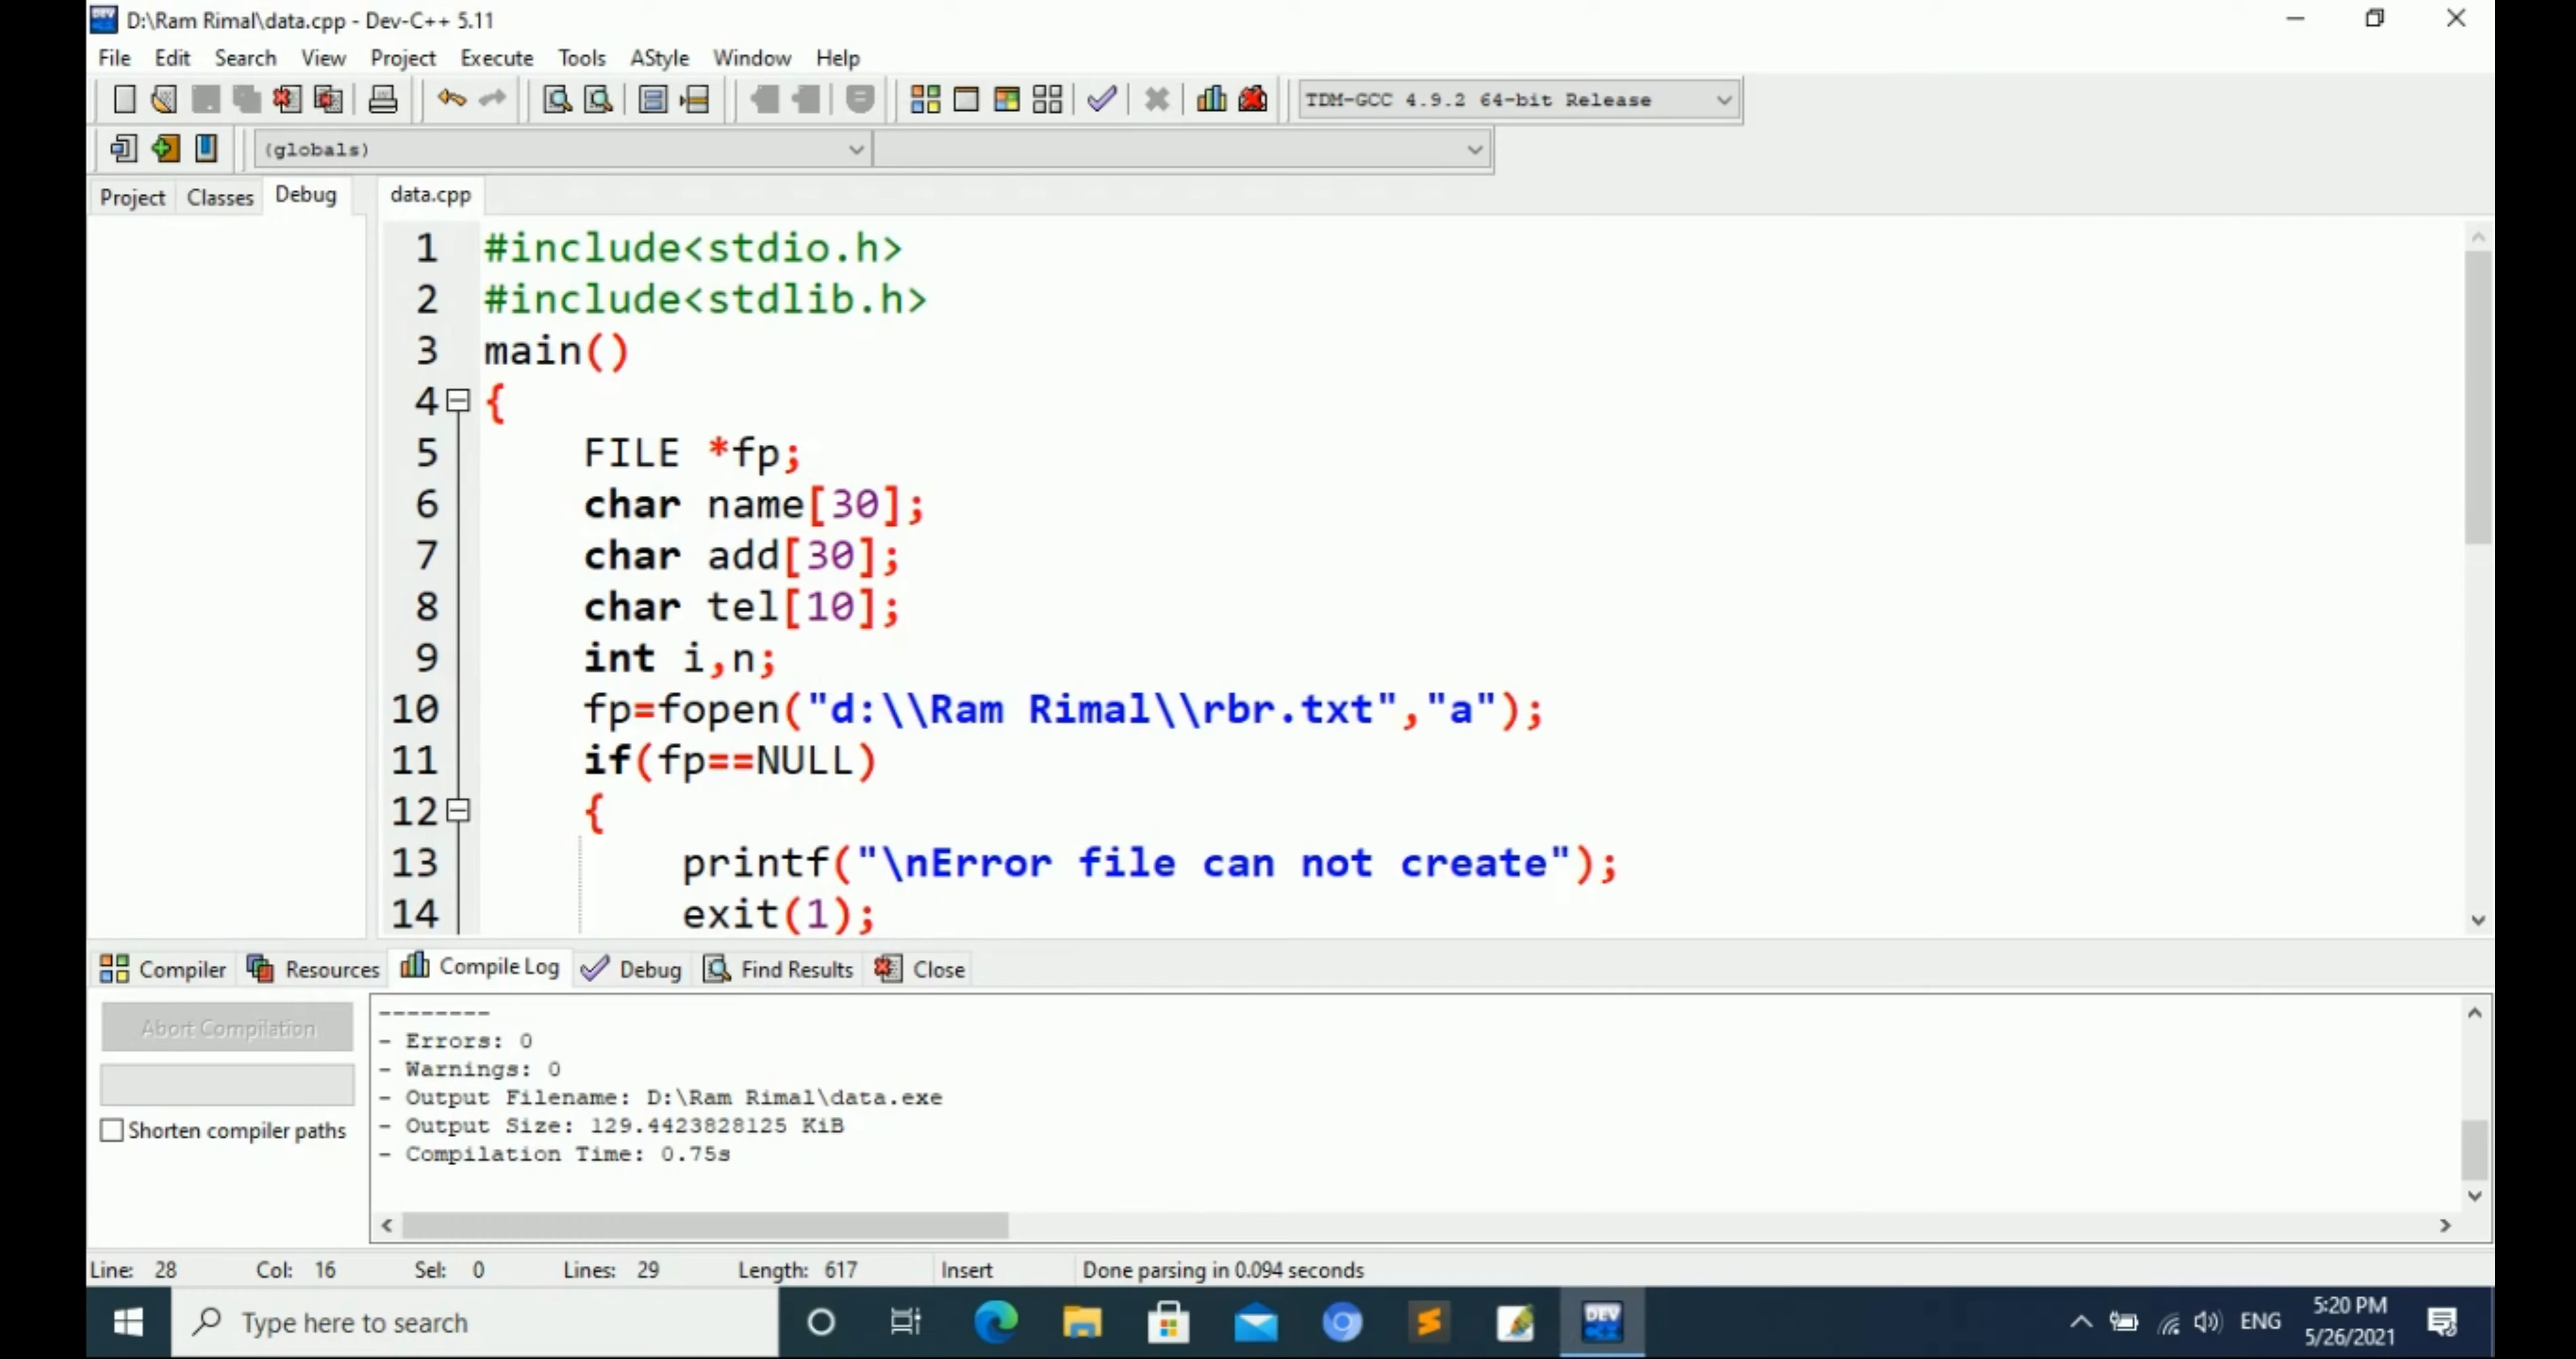 D:\Ram Rimal\data.cpp - Dev-C++ 5.11
File Edit Search View Project Execute Tools AStyle Window Help
TDM-GCC 4.9.2 64-bit Release
(globals)
Project Classes Debug data.cpp
1 #include<stdio.h>
2 #include<stdlib.h>
3 main()
4 {
5 FILE *fp;
6 char name[30];
7 char add[30];
8 char tel[10];
9 int i,n;
10 fp=fopen("d:\\Ram Rimal\\rbr.txt","a");
11 if(fp==NULL)
12 {
13 printf("\nError file can not create");
14 exit(1);
Compiler Resources Compile Log Debug Find Results Close
Abort Compilation
Shorten compiler paths
--------
- Errors: 0
- Warnings: 0
- Output Filename: D:\Ram Rimal\data.exe
- Output Size: 129.4423828125 KiB
- Compilation Time: 0.75s
Line: 28 Col: 16 Sel: 0 Lines: 29 Length: 617 Insert Done parsing in 0.094 seconds
Type here to search
DEV
ENG
5:20 PM
5/26/2021